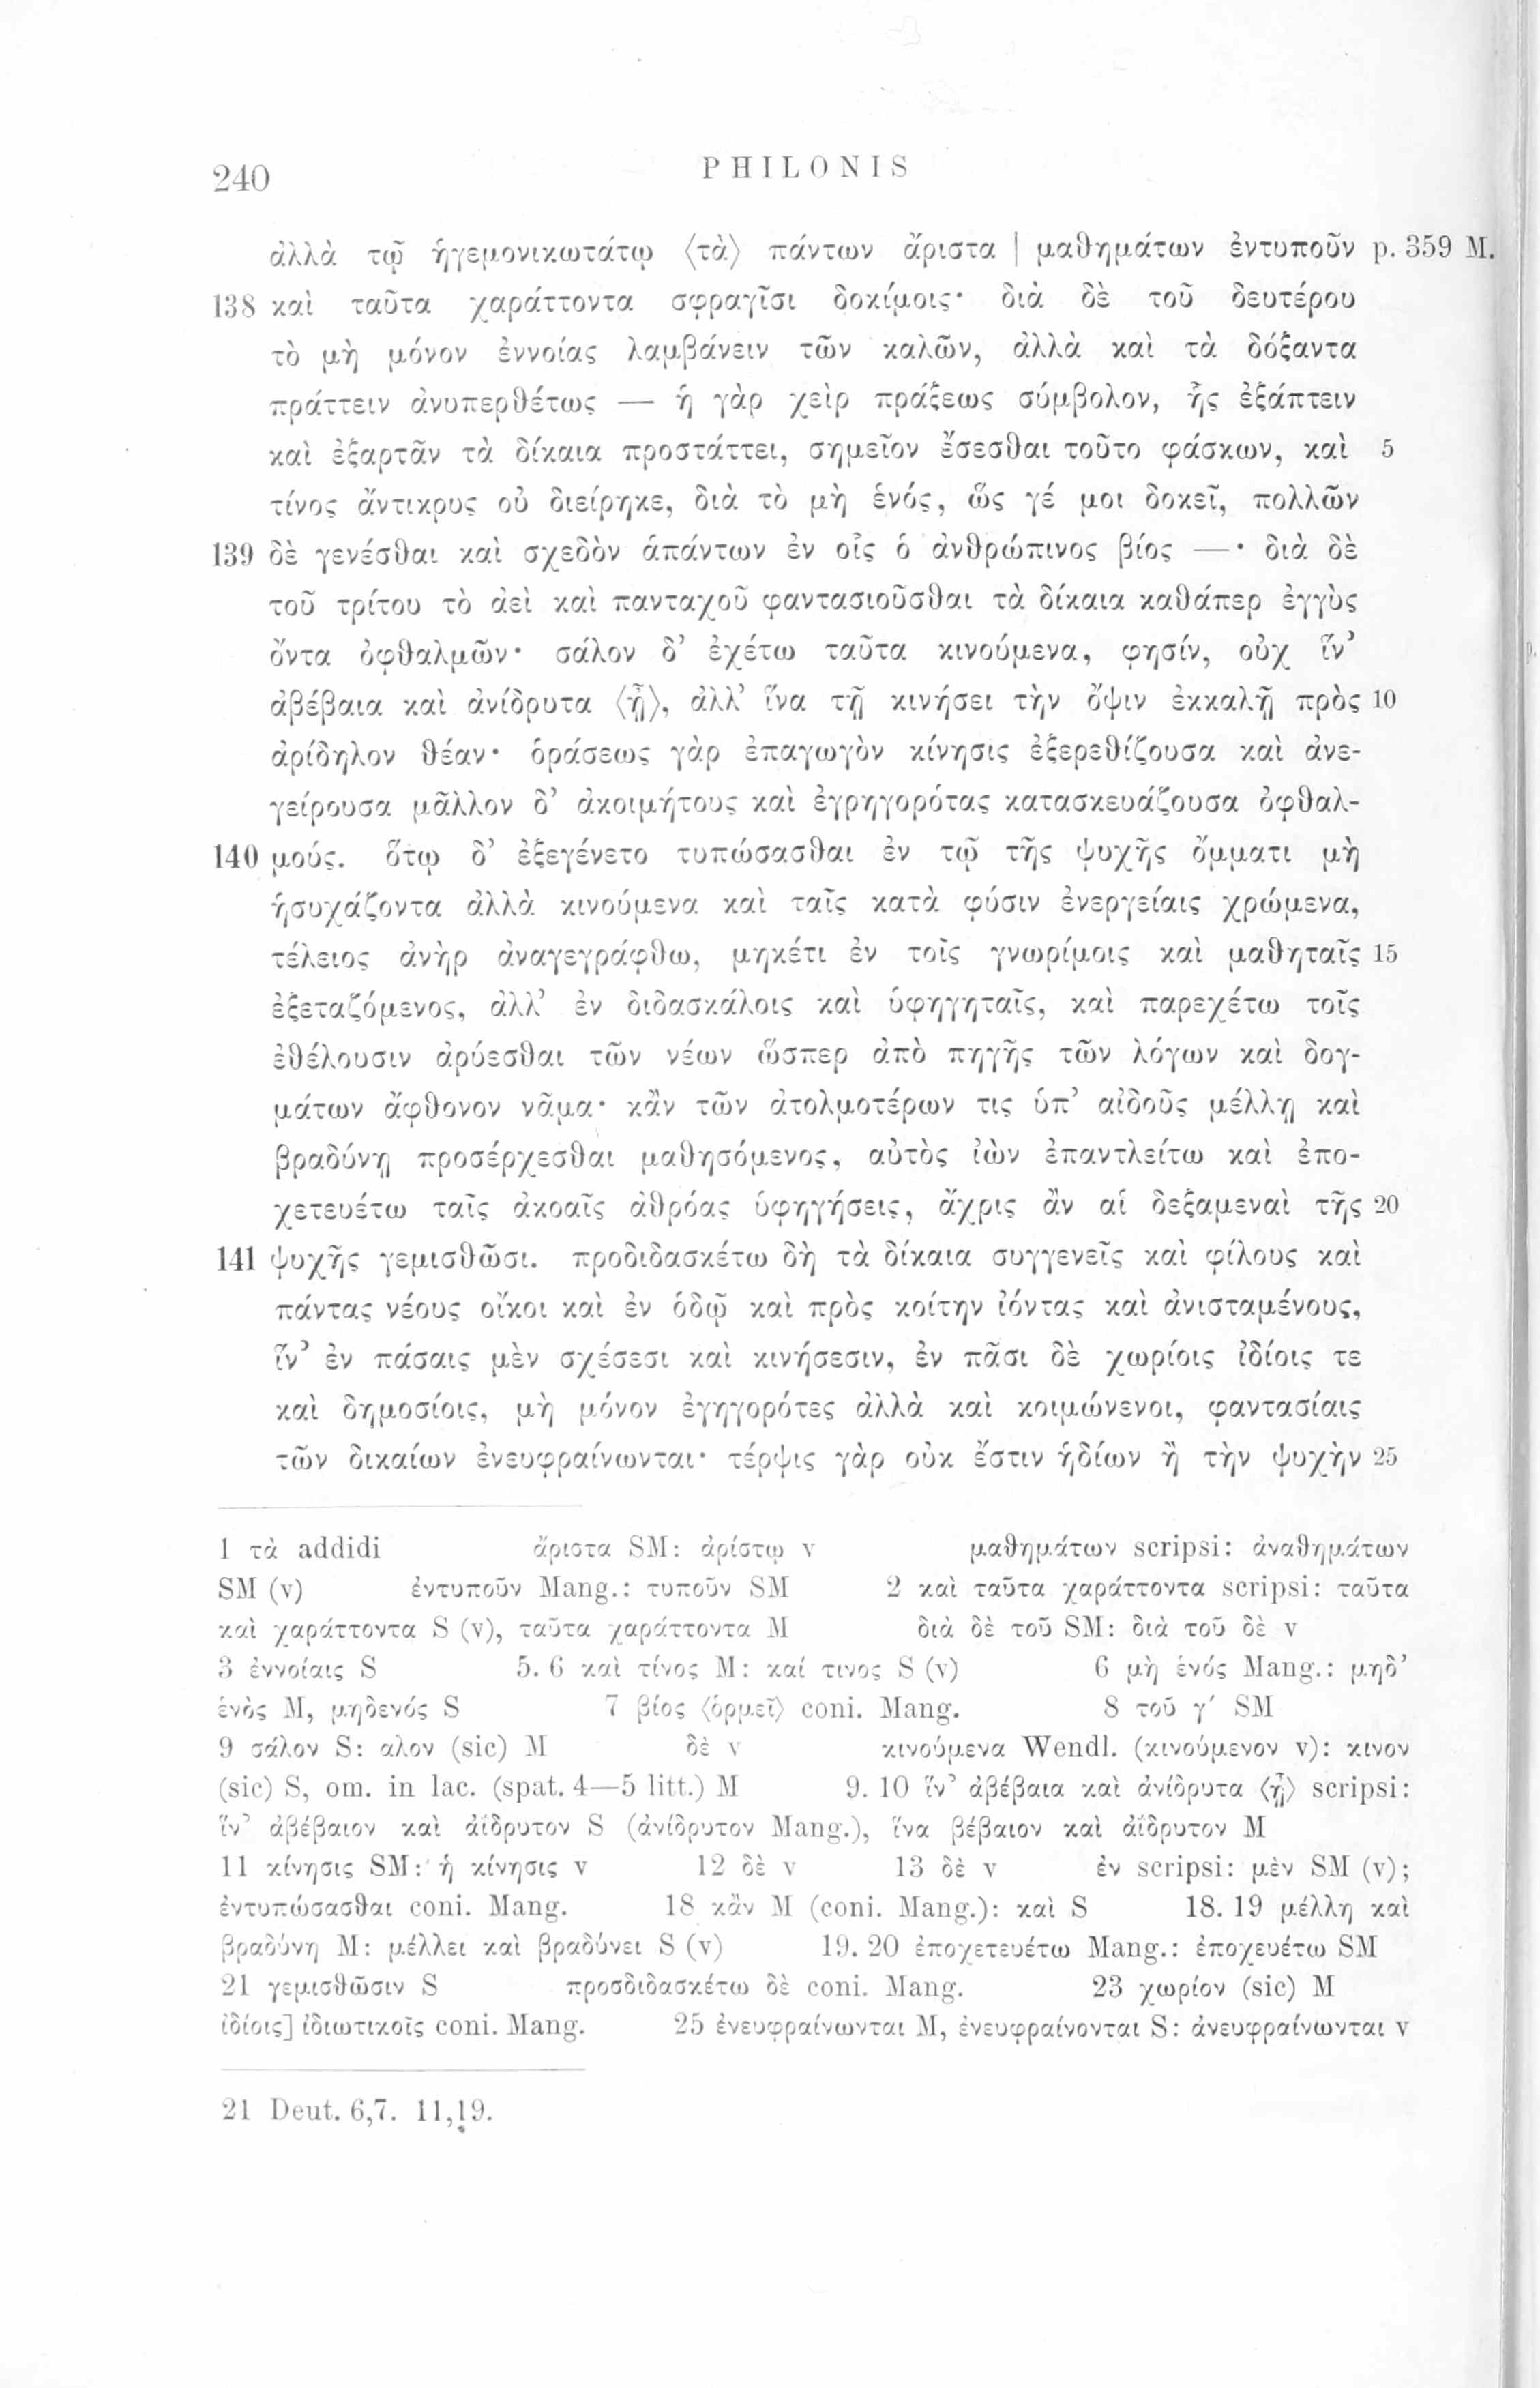 240
PHILONIS
ἀλλὰ τῷ ἡγεμονικωτάτῳ ⟨τὰ⟩ πάντων ἄριστα | μαθημάτων ἐντυποῦν p. 359 M.
138 καὶ ταῦτα χαράττοντα σφραγῖσι δοκίμοις· διὰ δὲ τοῦ δευτέρου
τὸ μὴ μόνον ἐννοίας λαμβάνειν τῶν καλῶν, ἀλλὰ καὶ τὰ δόξαντα
πράττειν ἀνυπερθέτως — ἡ γὰρ χεὶρ πράξεως σύμβολον, ἧς ἐξάπτειν
καὶ ἐξαρτᾶν τὰ δίκαια προστάττει, σημεῖον ἔσεσθαι τοῦτο φάσκων, καὶ 5
τίνος ἄντικρυς οὐ διείρηκε, διὰ τὸ μὴ ἑνός, ὥς γέ μοι δοκεῖ, πολλῶν
139 δὲ γενέσθαι καὶ σχεδὸν ἁπάντων ἐν οἷς ὁ ἀνθρώπινος βίος —· διὰ δὲ
τοῦ τρίτου τὸ ἀεὶ καὶ πανταχοῦ φαντασιοῦσθαι τὰ δίκαια καθάπερ ἐγγὺς
ὄντα ὀφθαλμῶν· σάλον δ’ ἐχέτω ταῦτα κινούμενα, φησίν, οὐχ ἵν’
ἀβέβαια καὶ ἀνίδρυτα ⟨ᾖ⟩, ἀλλ’ ἵνα τῇ κινήσει τὴν ὄψιν ἐκκαλῇ πρὸς 10
ἀρίδηλον θέαν· ὁράσεως γὰρ ἐπαγωγὸν κίνησις ἐξερεθίζουσα καὶ ἀνε-
γείρουσα μᾶλλον δ’ ἀκοιμήτους καὶ ἐγρηγορότας κατασκευάζουσα ὀφθαλ-
140 μούς. ὅτῳ δ’ ἐξεγένετο τυπώσασθαι ἐν τῷ τῆς ψυχῆς ὄμματι μὴ
ἡσυχάζοντα ἀλλὰ κινούμενα καὶ ταῖς κατὰ φύσιν ἐνεργείαις χρώμενα,
τέλειος ἀνὴρ ἀναγεγράφθω, μηκέτι ἐν τοῖς γνωρίμοις καὶ μαθηταῖς 15
ἐξεταζόμενος, ἀλλ’ ἐν διδασκάλοις καὶ ὑφηγηταῖς, καὶ παρεχέτω τοῖς
ἐθέλουσιν ἀρύεσθαι τῶν νέων ὥσπερ ἀπὸ πηγῆς τῶν λόγων καὶ δογ-
μάτων ἄφθονον νᾶμα· κἂν τῶν ἀτολμοτέρων τις ὑπ’ αἰδοῦς μέλλῃ καὶ
βραδύνῃ προσέρχεσθαι μαθησόμενος, αὐτὸς ἰὼν ἐπαντλείτω καὶ ἐπο-
χετευέτω ταῖς ἀκοαῖς ἀθρόας ὑφηγήσεις, ἄχρις ἂν αἱ δεξαμεναὶ τῆς 20
141 ψυχῆς γεμισθῶσι. προδιδασκέτω δὴ τὰ δίκαια συγγενεῖς καὶ φίλους καὶ
πάντας νέους οἴκοι καὶ ἐν ὁδῷ καὶ πρὸς κοίτην ἰόντας καὶ ἀνισταμένους,
ἵν’ ἐν πάσαις μὲν σχέσεσι καὶ κινήσεσιν, ἐν πᾶσι δὲ χωρίοις ἰδίοις τε
καὶ δημοσίοις, μὴ μόνον ἐγηγορότες ἀλλὰ καὶ κοιμώνενοι, φαντασίαις
τῶν δικαίων ἐνευφραίνωνται· τέρψις γὰρ οὐκ ἔστιν ἡδίων ἢ τὴν ψυχὴν 25
1 τὰ addidi ἄριστα SM: ἀρίστῳ v μαθημάτων scripsi: ἀναθημάτων
SM (v) ἐντυποῦν Mang.: τυποῦν SM 2 καὶ ταῦτα χαράττοντα scripsi: ταῦτα
καὶ χαράττοντα S (v), ταῦτα χαράττοντα M διὰ δὲ τοῦ SM: διὰ τοῦ δὲ v
3 ἐννοίαις S 5. 6 καὶ τίνος M: καί τινος S (v) 6 μὴ ἑνός Mang.: μηδ’
ἑνὸς M, μηδενός S 7 βίος ⟨ὁρμεῖ⟩ coni. Mang. 8 τοῦ γ′ SM
9 σάλον S: αλον (sic) M δὲ v κινούμενα Wendl. (κινούμενον v): κινον
(sic) S, om. in lac. (spat. 4—5 litt.) M 9. 10 ἵν’ ἀβέβαια καὶ ἀνίδρυτα ⟨ᾖ⟩ scripsi:
ἵν’ ἀβέβαιον καὶ ἀΐδρυτον S (ἀνίδρυτον Mang.), ἵνα βέβαιον καὶ ἀΐδρυτον M
11 κίνησις SM: ἡ κίνησις v 12 δὲ v 13 δὲ v ἐν scripsi: μὲν SM (v);
ἐντυπώσασθαι coni. Mang. 18 κἂν M (coni. Mang.): καὶ S 18. 19 μέλλῃ καὶ
βραδύνῃ M: μέλλει καὶ βραδύνει S (v) 19. 20 ἐποχετευέτω Mang.: ἐποχευέτω SM
21 γεμισθῶσιν S προσδιδασκέτω δὲ coni. Mang. 23 χωρίον (sic) M
ἰδίοις] ἰδιωτικοῖς coni. Mang. 25 ἐνευφραίνωνται M, ἐνευφραίνονται S: ἀνευφραίνωνται v
21 Deut. 6,7. 11,19.